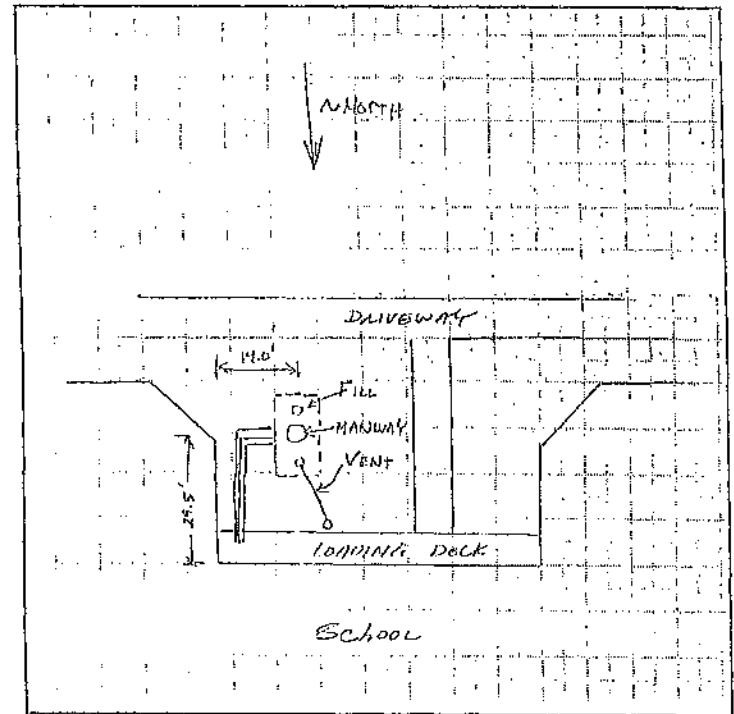 NORTH
DRIVEWAY
14.0'
FILL
MANWAY
VENT
29.5'
LOADING DOCK
School